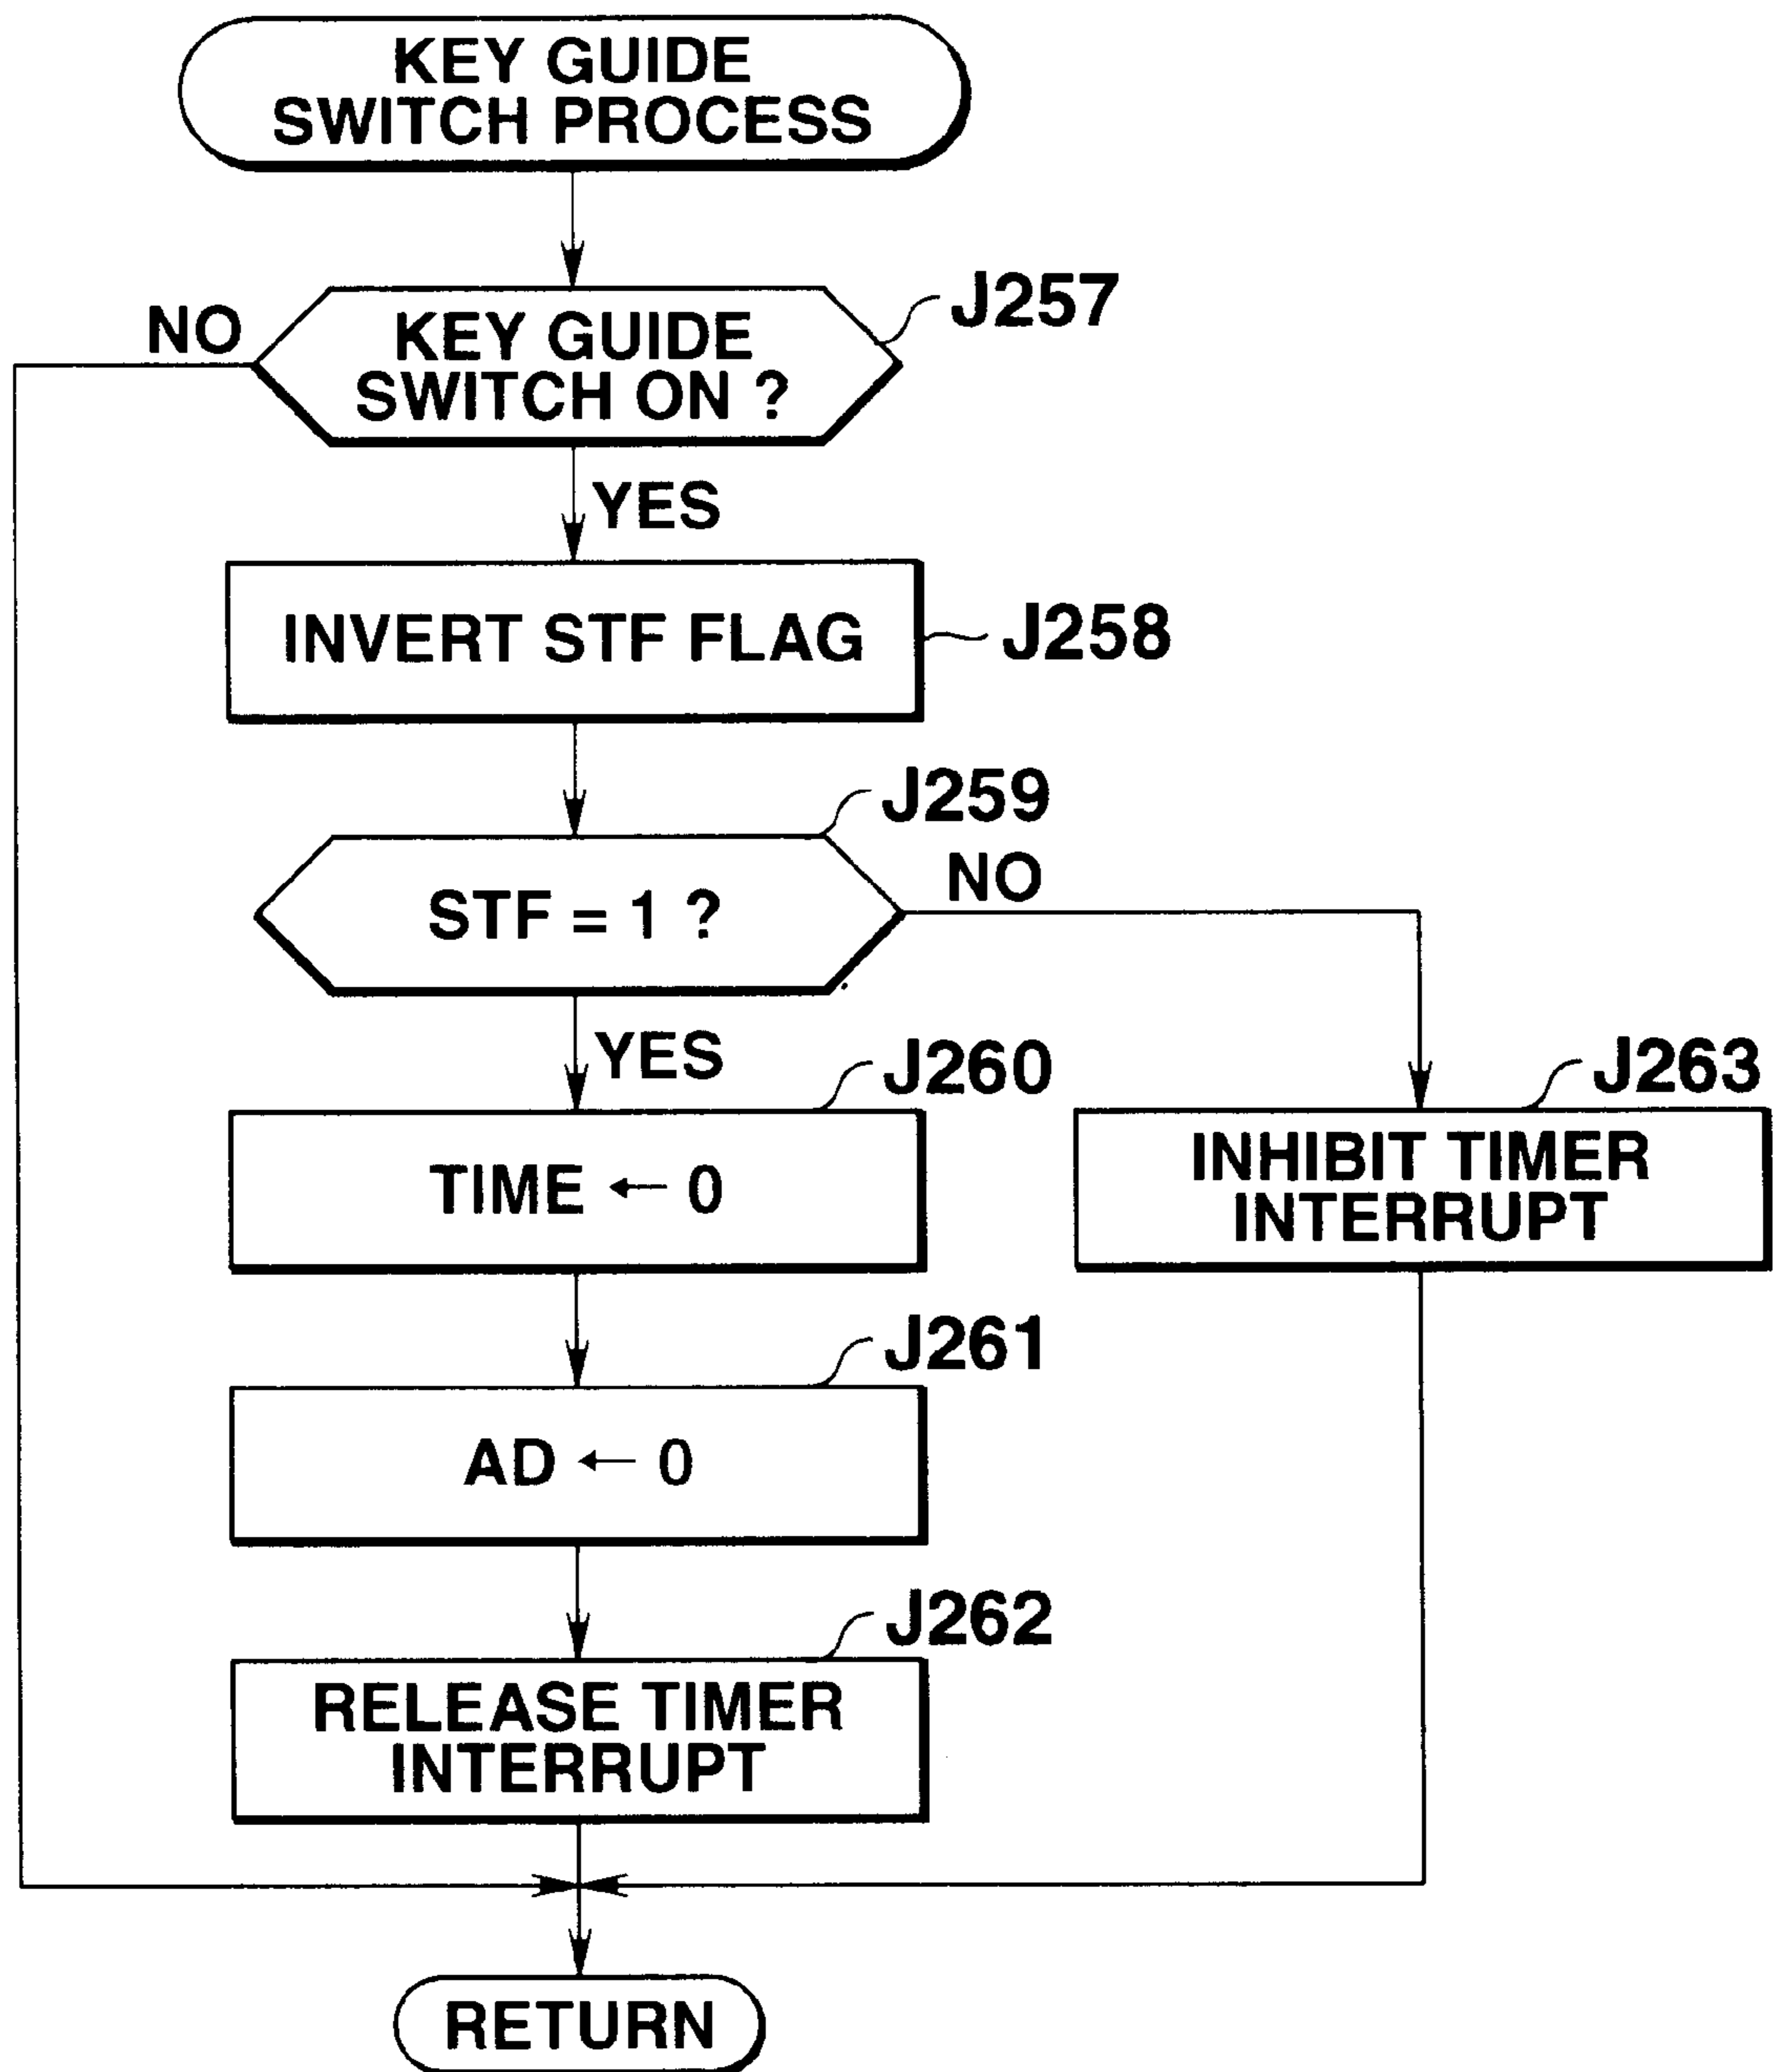 KEY GUIDE
SWITCH PROCESS
J257
NO
KEY GUIDE
SWITCH ON ?
YES
INVERT STF FLAG
J258
J259
NO
STF = 1 ?
YES
J260
J263
TIME ← 0
INHIBIT TIMER
INTERRUPT
J261
AD ← 0
J262
RELEASE TIMER
INTERRUPT
RETURN